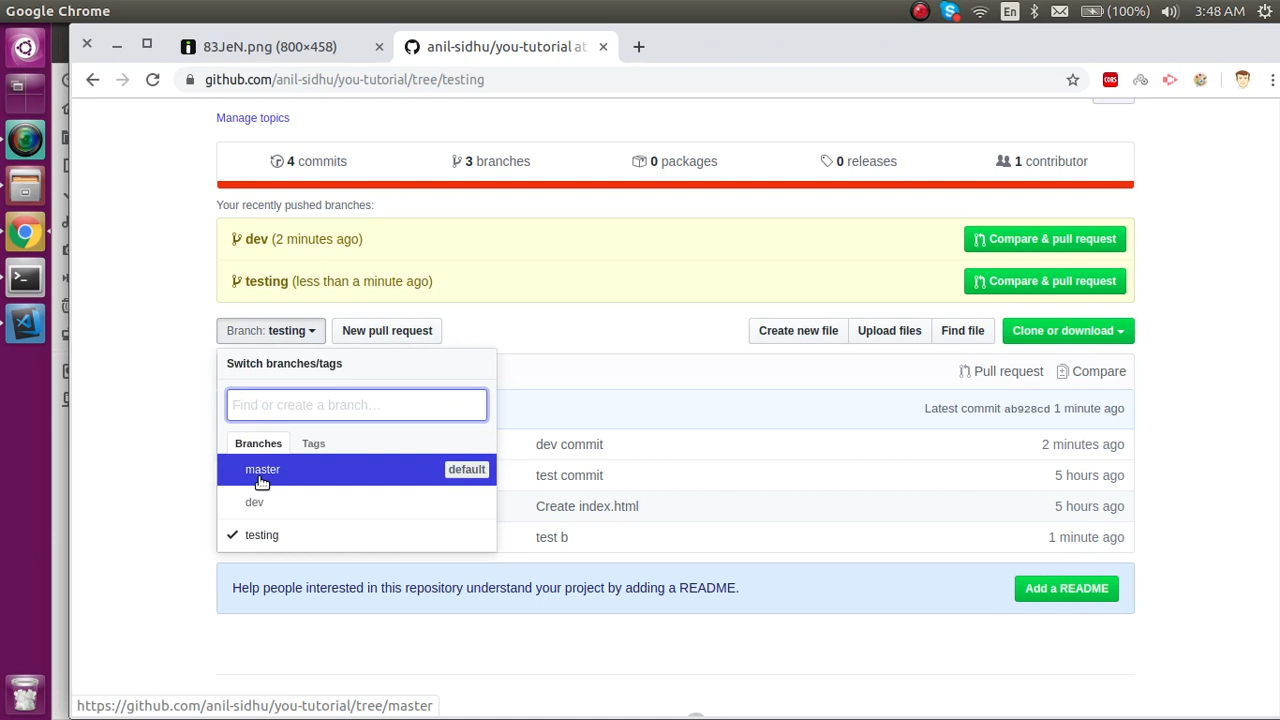 Google Chrome
En
(100%)
3:48 AM
83JeN.png (800×458)
anil-sidhu/you-tutorial at
github.com/anil-sidhu/you-tutorial/tree/testing
CORS
Manage topics
4 commits
3 branches
0 packages
0 releases
1 contributor
Your recently pushed branches:
dev (2 minutes ago)
Compare & pull request
testing (less than a minute ago)
Compare & pull request
Branch: testing
New pull request
Create new file
Upload files
Find file
Clone or download
Switch branches/tags
Pull request
Compare
Find or create a branch…
Latest commit ab928cd 1 minute ago
Branches
Tags
dev commit
2 minutes ago
master
default
test commit
5 hours ago
dev
Create index.html
5 hours ago
testing
test b
1 minute ago
Help people interested in this repository understand your project by adding a README.
Add a README
https://github.com/anil-sidhu/you-tutorial/tree/master